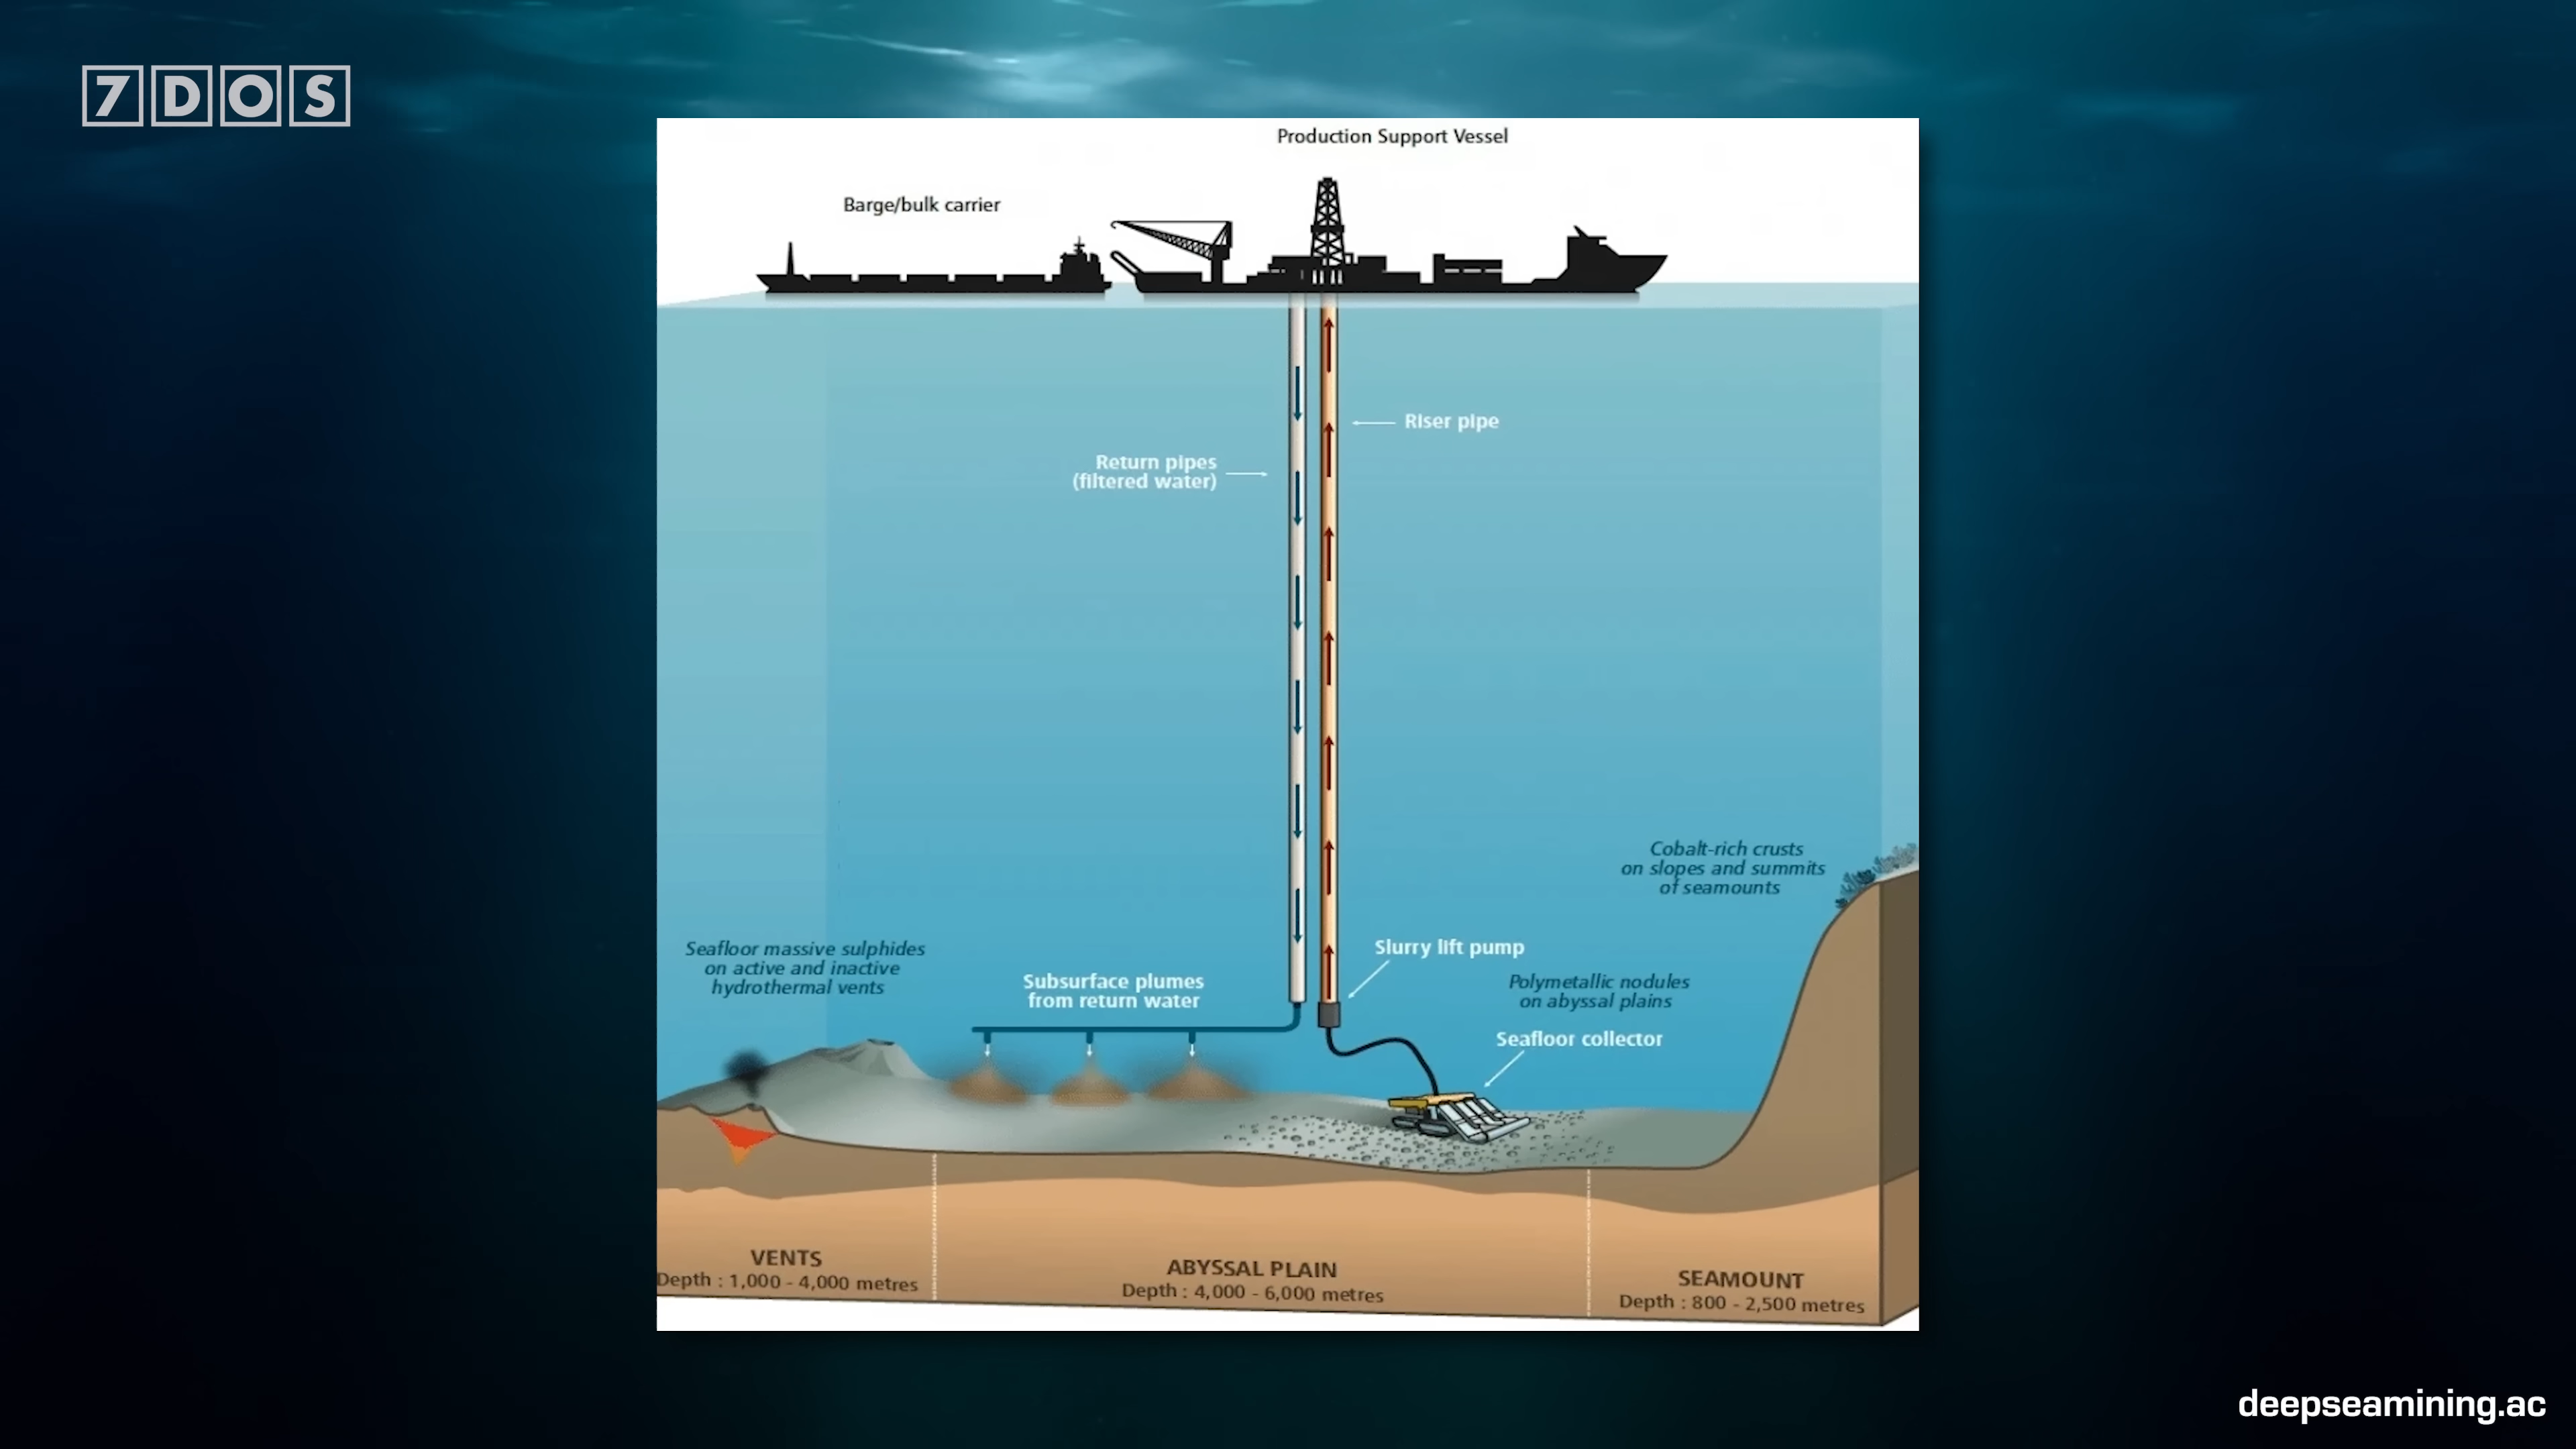 7DOS
Production Support Vessel
Barge/bulk carrier
Riser pipe
Return pipes
(filtered water)
Cobalt-rich crusts
on slopes and summits
of seamounts
Seafloor massive sulphides
on active and inactive
hydrothermal vents
Subsurface plumes
from return water
Slurry lift pump
Polymetallic nodules
on abyssal plains
Seafloor collector
VENTS
Depth : 1,000 - 4,000 metres
ABYSSAL PLAIN
Depth : 4,000 - 6,000 metres
SEAMOUNT
Depth : 800 - 2,500 metres
deepseamining.ac